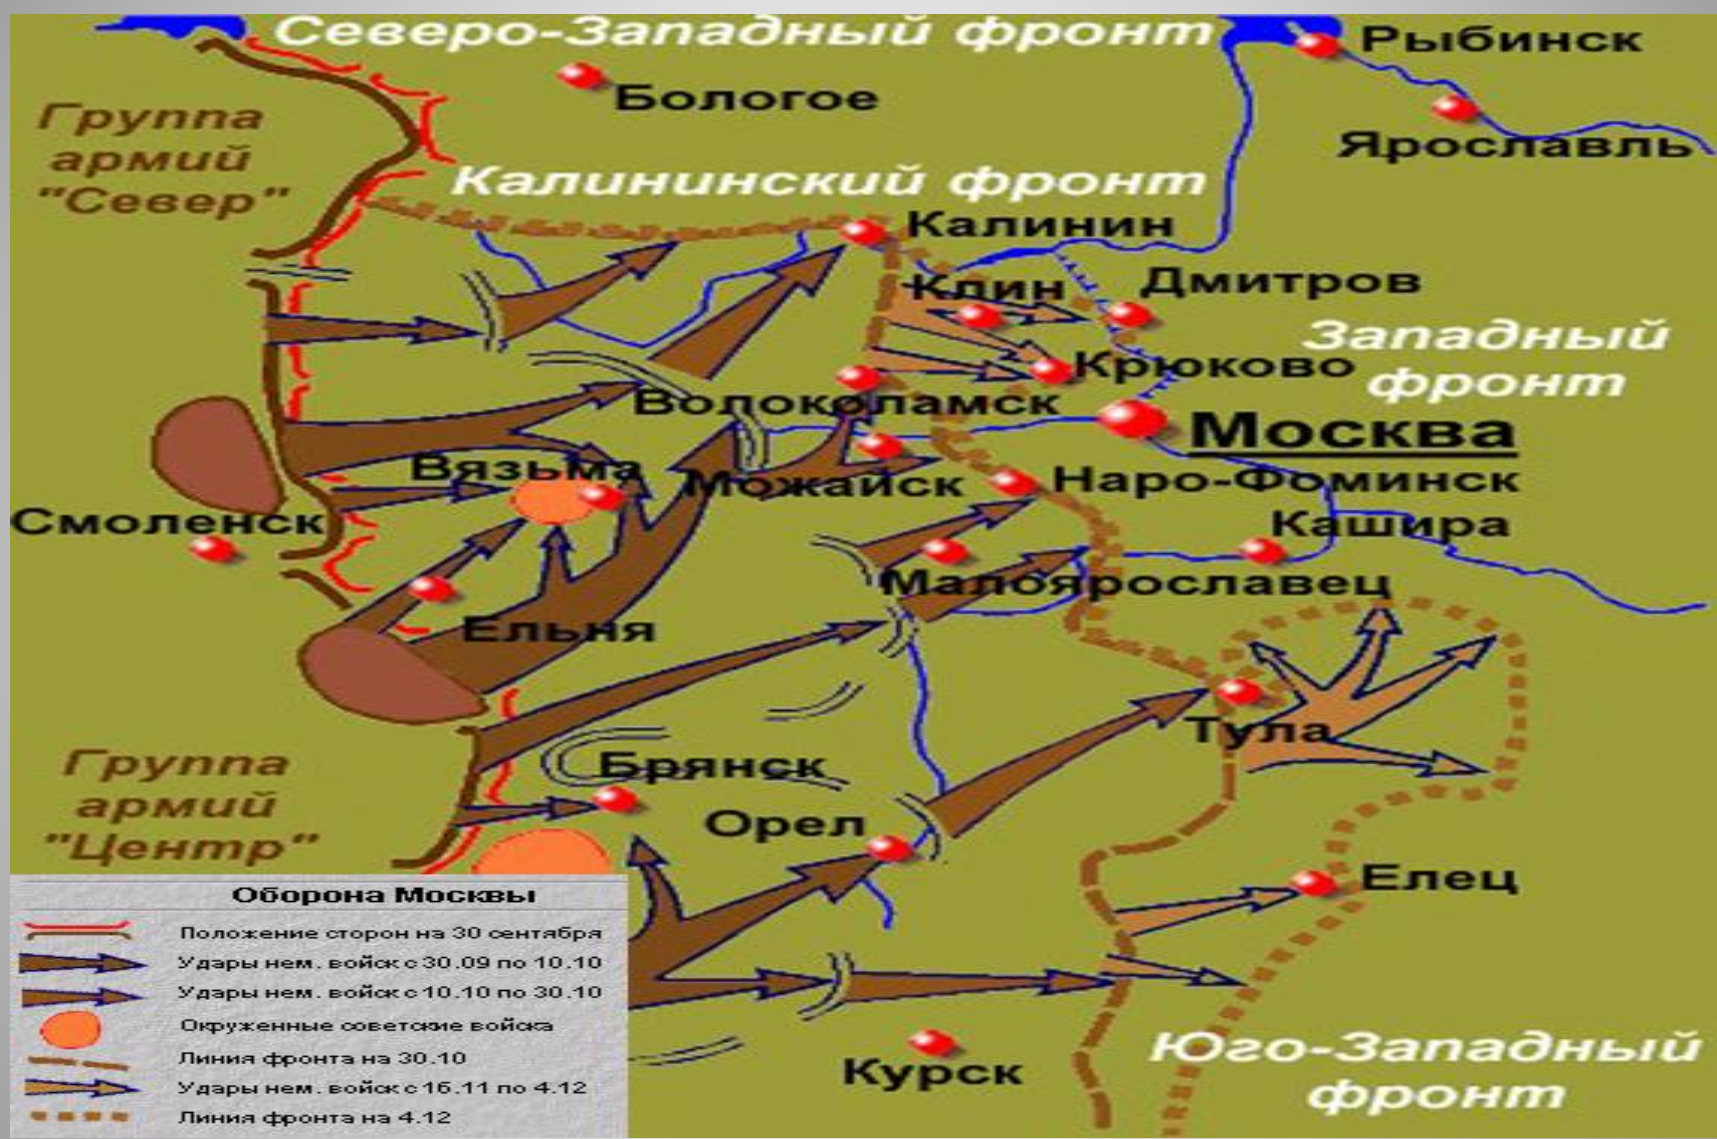 Северо-Западный фронт
Рыбинск
Бологое
Ярославль
Группа
армий
"Север"
Калининский фронт
Калинин
Клин
Дмитров
Западный
фронт
Крюково
Волоколамск
Москва
Вязьма
Можайск
Наро-Фоминск
Смоленск
Кашира
Малоярославец
Ельня
Тула
Группа
армий
"Центр"
Брянск
Орел
Елец
Курск
Юго-Западный
фронт
Оборона Москвы
Положение сторон на 30 сентября
Удары нем. войск с 30.09 по 10.10
Удары нем. войск с 10.10 по 30.10
Окруженные советские войска
Линия фронта на 30.10
Удары нем. войск с 16.11 по 4.12
Линия фронта на 4.12